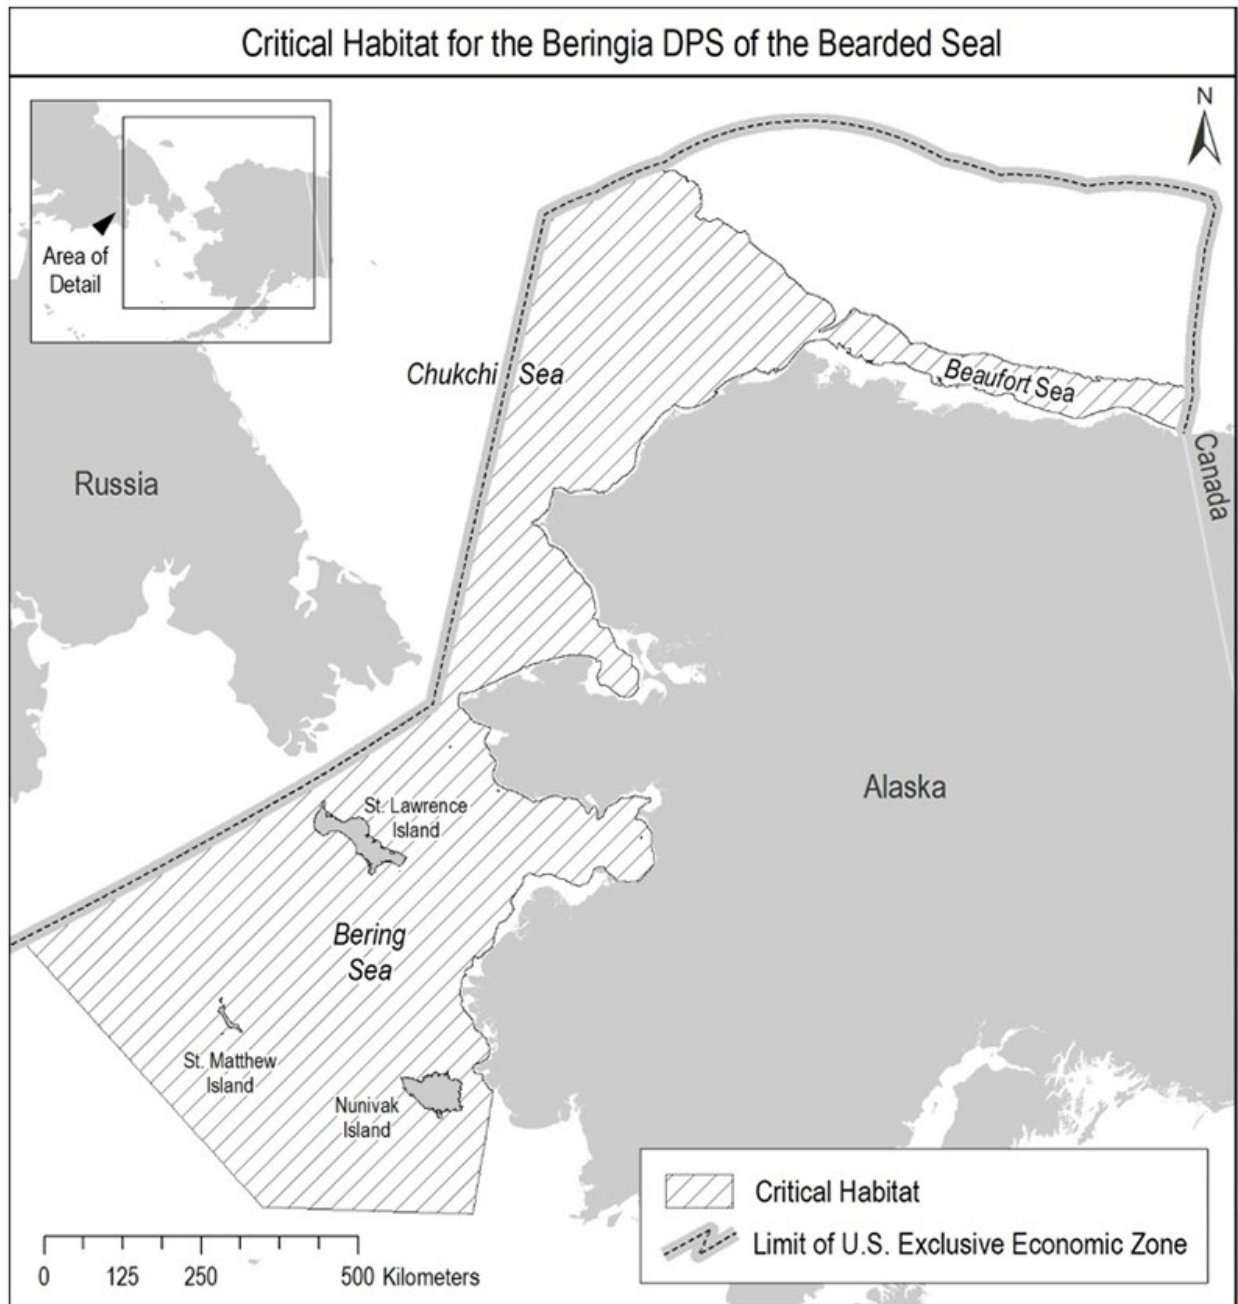 Critical Habitat for the Beringia DPS of the Bearded Seal
N
Area of
Detail
Chukchi Sea
Beaufort Sea
Russia
Canada
Alaska
St. Lawrence
Island
Bering
Sea
St. Matthew
Island
Nunivak
Island
Critical Habitat
Limit of U.S. Exclusive Economic Zone
0 125 250 500 Kilometers